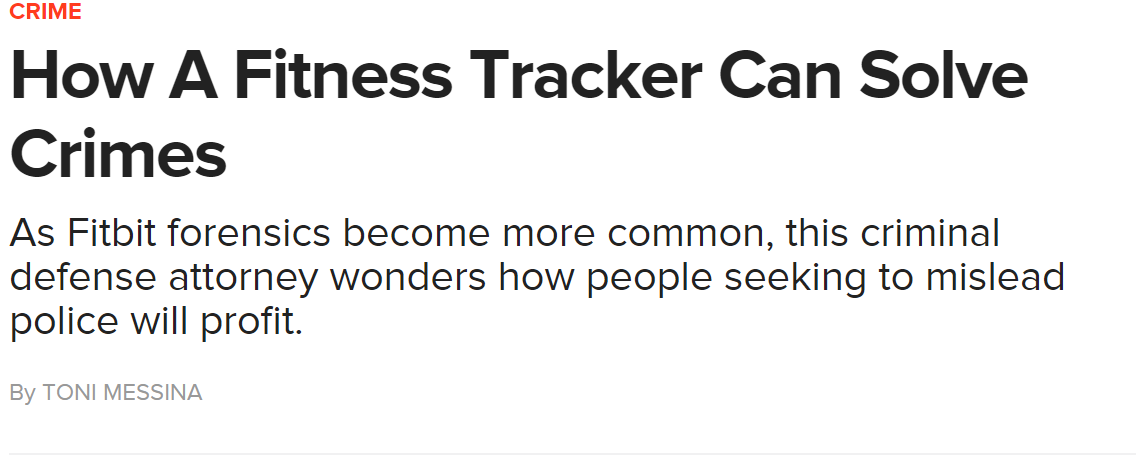 CRIME
How A Fitness Tracker Can Solve
Crimes
As Fitbit forensics become more common, this criminal
defense attorney wonders how people seeking to mislead
police will profit.
By TONI MESSINA